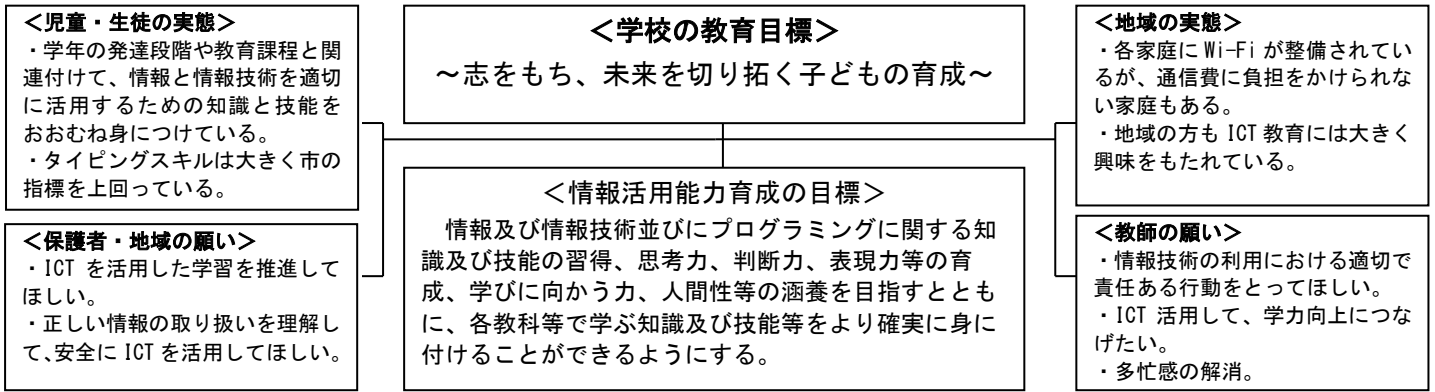 ＜児童・生徒の実態＞
・学年の発達段階や教育課程と関
連付けて、情報と情報技術を適切
に活用するための知識と技能を
おおむね身につけている。
・タイピングスキルは大きく市の
指標を上回っている。
＜保護者・地域の願い＞
・ICT を活用した学習を推進して
ほしい。
・正しい情報の取り扱いを理解し
て、安全に ICT を活用してほしい。
＜学校の教育目標＞
～志をもち、未来を切り拓く子どもの育成～
＜情報活用能力育成の目標＞
情報及び情報技術並びにプログラミングに関する知
識及び技能の習得、思考力、判断力、表現力等の育
成、学びに向かう力、人間性等の涵養を目指すととも
に、各教科等で学ぶ知識及び技能等をより確実に身に
付けることができるようにする。
＜地域の実態＞
・各家庭に Wi-Fi が整備されてい
るが、通信費に負担をかけられな
い家庭もある。
・地域の方も ICT 教育には大きく
興味をもたれている。
＜教師の願い＞
・情報技術の利用における適切で
責任ある行動をとってほしい。
・ICT 活用して、学力向上につな
げたい。
・多忙感の解消。